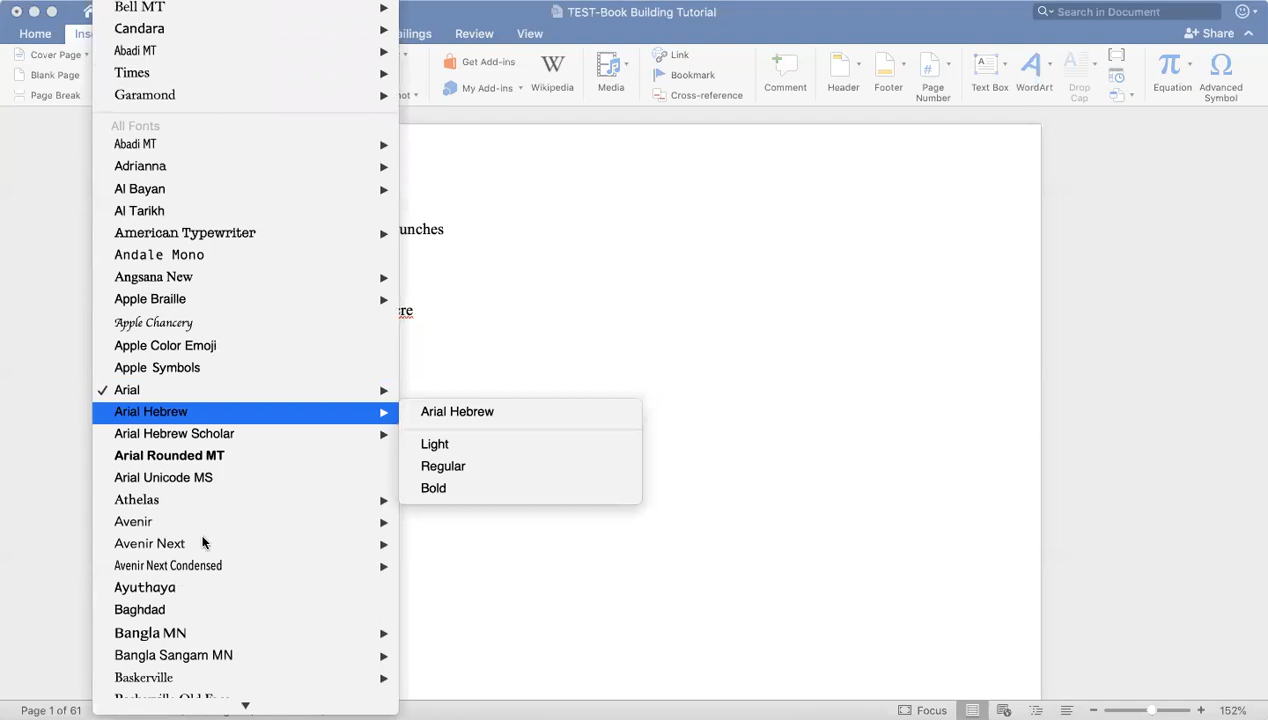 TEST-Book Building Tutorial
Search in Document
Home
Ins
ailings
Review
View
Share
Cover Page
Blank Page
Page Break
Get Add-ins
My Add-ins
Wikipedia
Media
Link
Bookmark
Cross-reference
Comment
Header
Footer
Page
Number
Text Box
WordArt
Drop
Cap
Equation
Advanced
Symbol
Bell MT
Candara
Abadi MT
Times
Garamond
All Fonts
Abadi MT
Adrianna
Al Bayan
Al Tarikh
American Typewriter
Andale Mono
Angsana New
Apple Braille
Apple Chancery
Apple Color Emoji
Apple Symbols
Arial
Arial Hebrew
Arial Hebrew Scholar
Arial Rounded MT
Arial Unicode MS
Athelas
Avenir
Avenir Next
Avenir Next Condensed
Ayuthaya
Baghdad
Bangla MN
Bangla Sangam MN
Baskerville
Baskerville Old Face
Arial Hebrew
Light
Regular
Bold
unches
cre
Page 1 of 61
Focus
152%